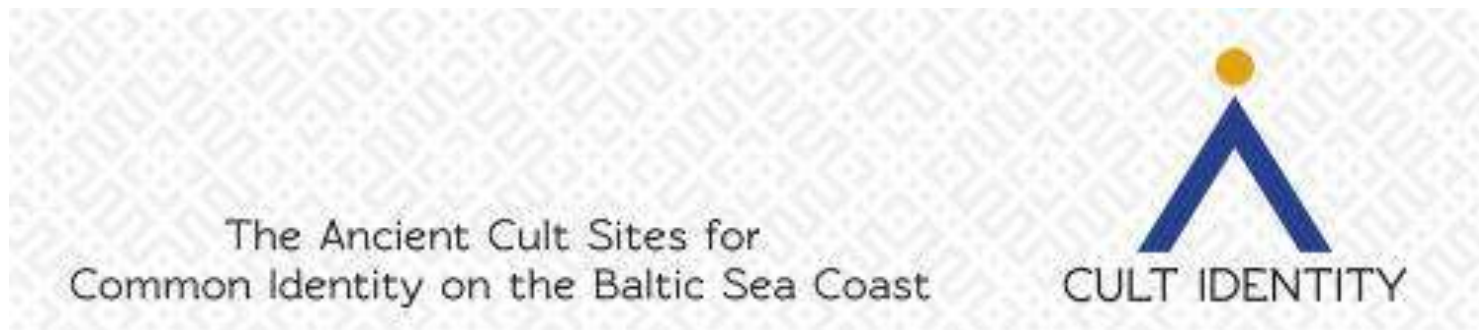 The Ancient Cult Sites for
Common Identity on the Baltic Sea Coast
CULT IDENTITY